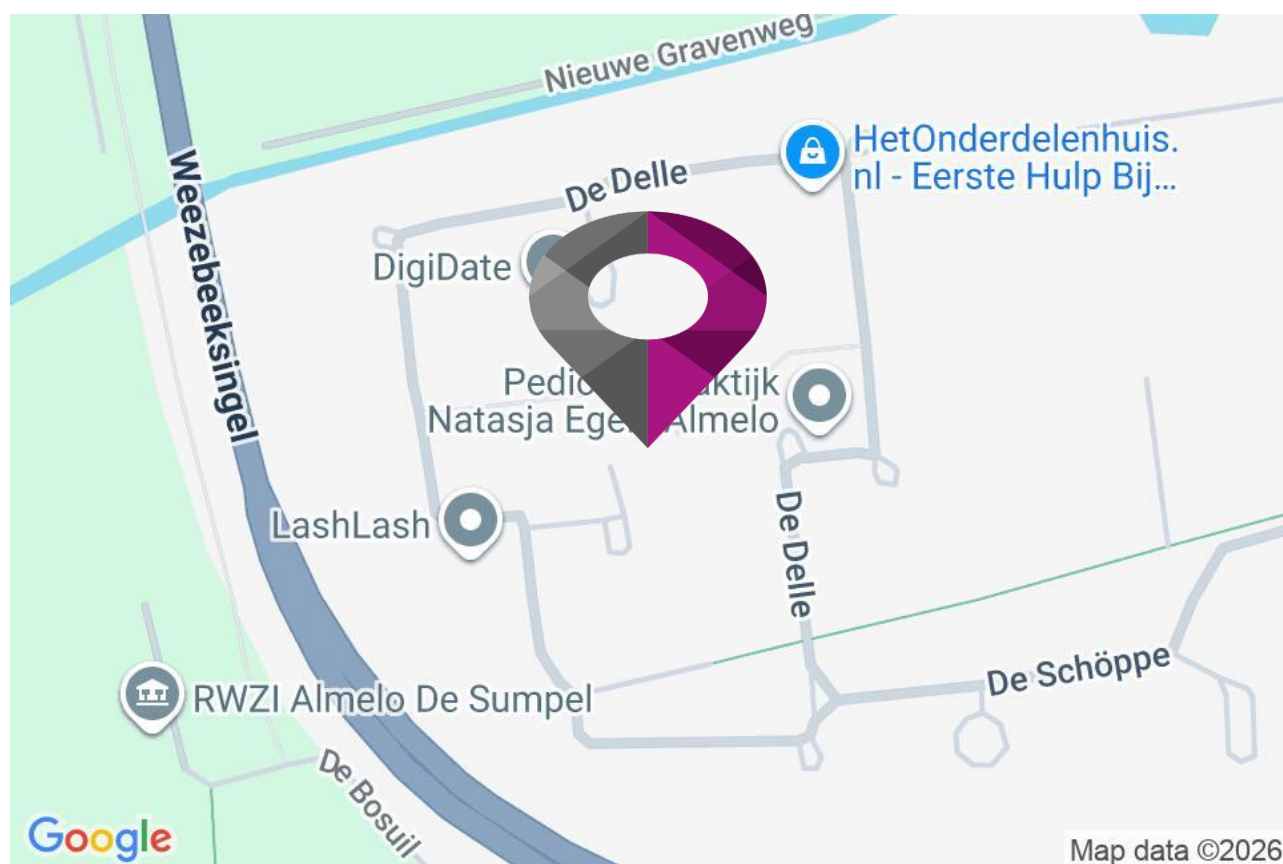 Nieuwe Gravenweg
HetOnderdelenhuis.
nl - Eerste Hulp Bij...
De Delle
Weezebeeksingel
DigiDate
Natasja Almelo
LashLash
De Delle
De Schöppe
RWZI Almelo De Sumpel
De Bosuil
Google
Map data ©2026